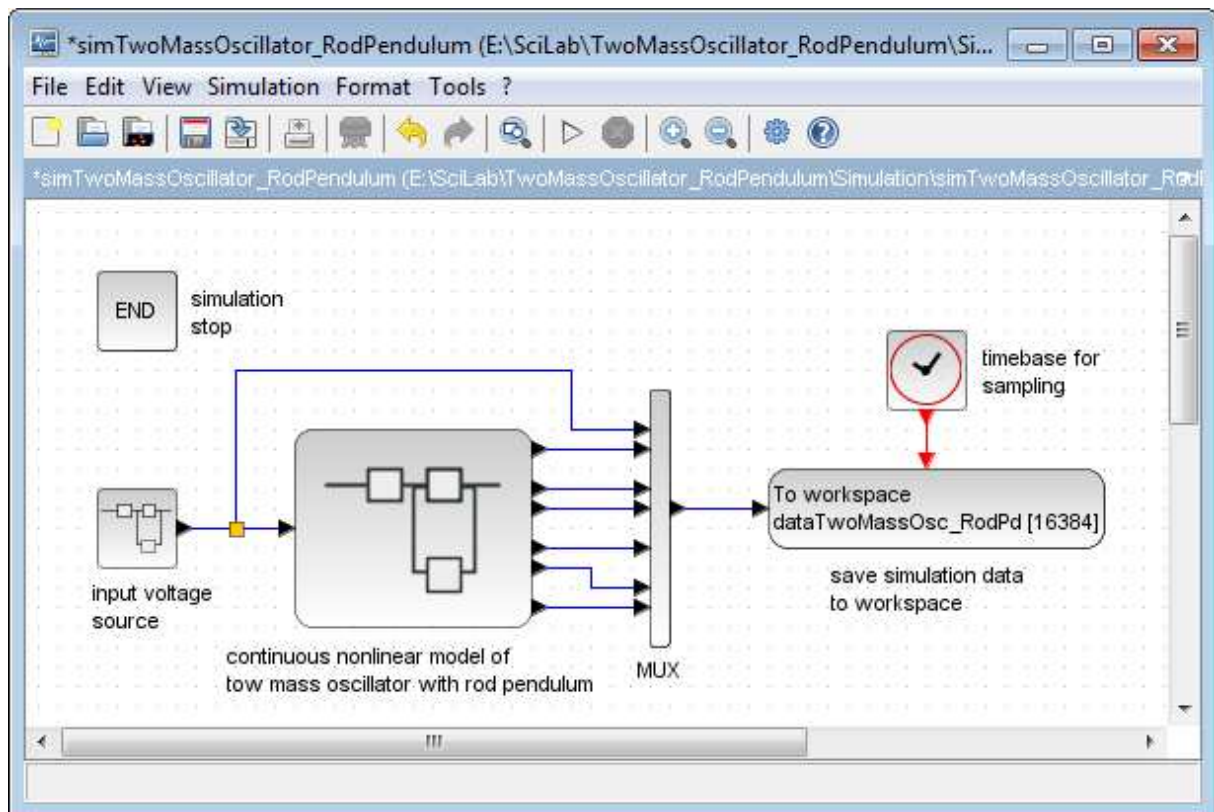 *simTwoMassOscillator_RodPendulum (E:\SciLab\TwoMassOscillator_RodPendulum\Si...
File Edit View Simulation Format Tools ?
*simTwoMassOscillator_RodPendulum (E:\SciLab\TwoMassOscillator_RodPendulum\Simulation\simTwoMassOscillator_
END
simulation
stop
timebase for
sampling
To workspace
dataTwoMassOsc_RodPd [16384]
input voltage
source
save simulation data
to workspace
continuous nonlinear model of
tow mass oscillator with rod pendulum
MUX